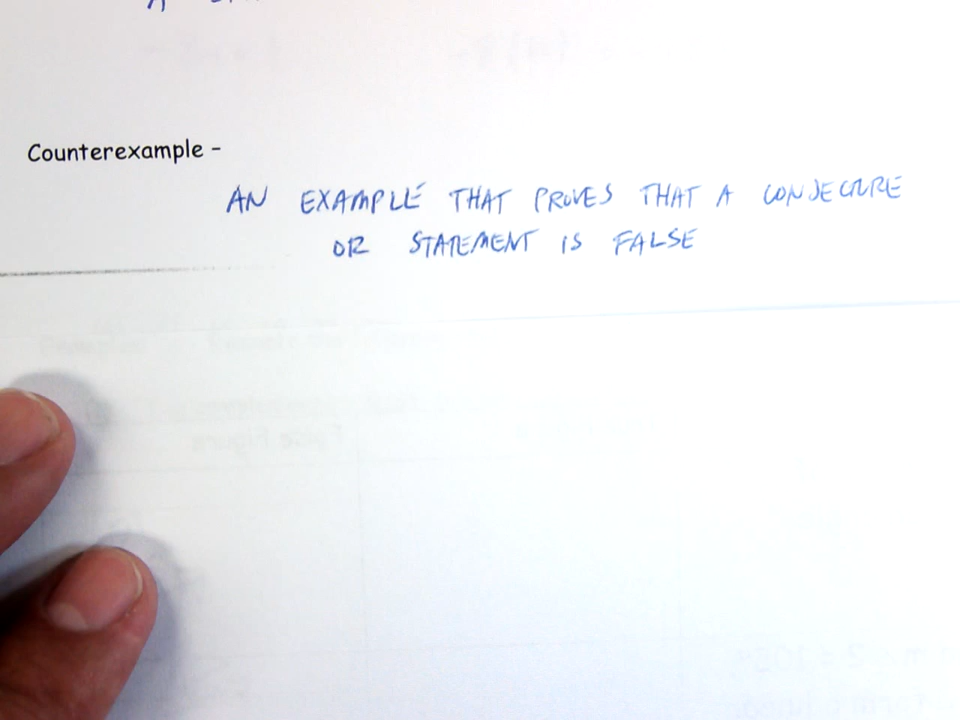 Counterexample -
AN EXAMPLE THAT PROVES THAT A CONJECTURE
OR STATEMENT IS FALSE